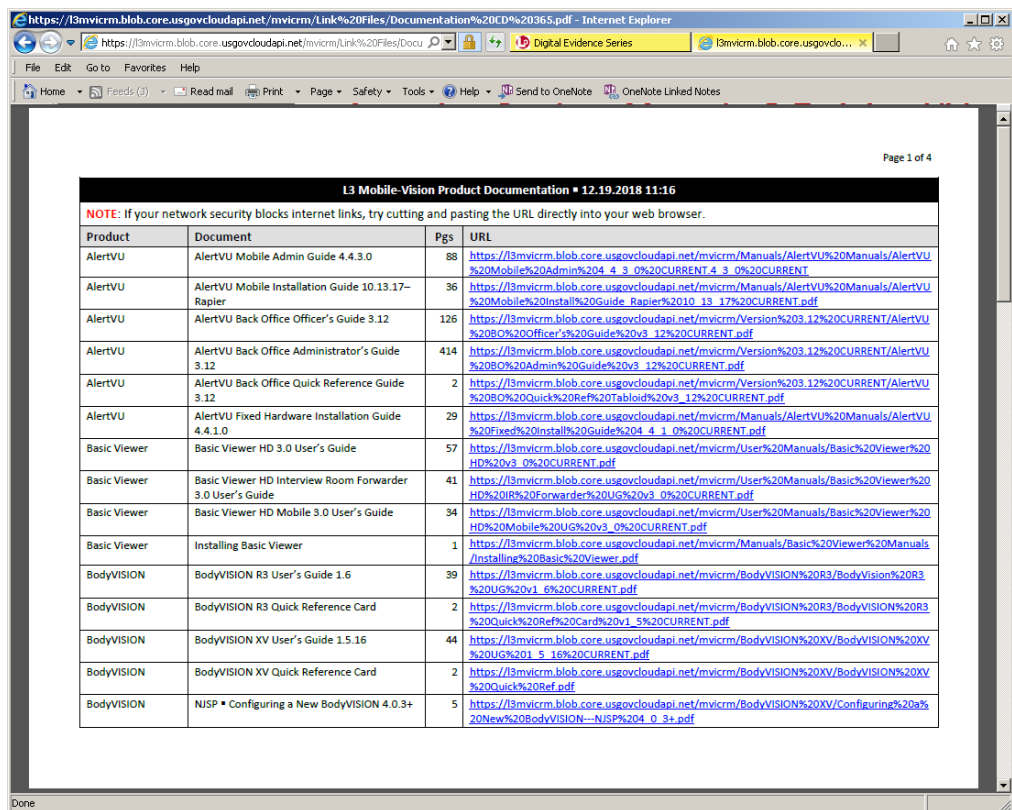 https://l3mvicrm.blob.core.usgovcloudapi.net/mvicrm/Link%20Files/Documentation%20CD%20365.pdf - Internet Explorer
https://l3mvicrm.blob.core.usgovcloudapi.net/mvicrm/Link%20Files/Docu
Digital Evidence Series
l3mvicrm.blob.core.usgovclo...
File Edit Go to Favorites Help
Home Feeds (J) Read mail Print Page Safety Tools Help Send to OneNote OneNote Linked Notes
Page 1 of 4
L3 Mobile-Vision Product Documentation ▪ 12.19.2018 11:16
NOTE: If your network security blocks internet links, try cutting and pasting the URL directly into your web browser.
Product Document Pgs URL
AlertVU AlertVU Mobile Admin Guide 4.4.3.0 88 https://l3mvicrm.blob.core.usgovcloudapi.net/mvicrm/Manuals/AlertVU%20Manuals/AlertVU
%20Mobile%20Admin%204_4_3_0%20CURRENT.4_3_0%20CURRENT
AlertVU AlertVU Mobile Installation Guide 10.13.17– 36 https://l3mvicrm.blob.core.usgovcloudapi.net/mvicrm/Manuals/AlertVU%20Manuals/AlertVU
Rapier %20Mobile%20Install%20Guide_Rapier%2010_13_17%20CURRENT.pdf
AlertVU AlertVU Back Office Officer's Guide 3.12 126 https://l3mvicrm.blob.core.usgovcloudapi.net/mvicrm/Version%203.12%20CURRENT/AlertVU
%20BO%20Officer's%20Guide%20v3_12%20CURRENT.pdf
AlertVU AlertVU Back Office Administrator's Guide 414 https://l3mvicrm.blob.core.usgovcloudapi.net/mvicrm/Version%203.12%20CURRENT/AlertVU
3.12 %20BO%20Admin%20Guide%20v3_12%20CURRENT.pdf
AlertVU AlertVU Back Office Quick Reference Guide 2 https://l3mvicrm.blob.core.usgovcloudapi.net/mvicrm/Version%203.12%20CURRENT/AlertVU
3.12 %20BO%20Quick%20Ref%20Tabloid%20v3_12%20CURRENT.pdf
AlertVU AlertVU Fixed Hardware Installation Guide 29 https://l3mvicrm.blob.core.usgovcloudapi.net/mvicrm/Manuals/AlertVU%20Manuals/AlertVU
4.4.1.0 %20Fixed%20Install%20Guide%204_4_1_0%20CURRENT.pdf
Basic Viewer Basic Viewer HD 3.0 User's Guide 57 https://l3mvicrm.blob.core.usgovcloudapi.net/mvicrm/User%20Manuals/Basic%20Viewer%20
HD%20v3_0%20CURRENT.pdf
Basic Viewer Basic Viewer HD Interview Room Forwarder 41 https://l3mvicrm.blob.core.usgovcloudapi.net/mvicrm/User%20Manuals/Basic%20Viewer%20
3.0 User's Guide HD%20IR%20Forwarder%20UG%20v3_0%20CURRENT.pdf
Basic Viewer Basic Viewer HD Mobile 3.0 User's Guide 34 https://l3mvicrm.blob.core.usgovcloudapi.net/mvicrm/User%20Manuals/Basic%20Viewer%20
HD%20Mobile%20UG%20v3_0%20CURRENT.pdf
Basic Viewer Installing Basic Viewer 1 https://l3mvicrm.blob.core.usgovcloudapi.net/mvicrm/Manuals/Basic%20Viewer%20Manuals
/Installing%20Basic%20Viewer.pdf
BodyVISION BodyVISION R3 User's Guide 1.6 39 https://l3mvicrm.blob.core.usgovcloudapi.net/mvicrm/BodyVISION%20R3/BodyVision%20R3
%20UG%20v1_6%20CURRENT.pdf
BodyVISION BodyVISION R3 Quick Reference Card 2 https://l3mvicrm.blob.core.usgovcloudapi.net/mvicrm/BodyVISION%20R3/BodyVISION%20R3
%20Quick%20Ref%20Card%20v1_5%20CURRENT.pdf
BodyVISION BodyVISION XV User's Guide 1.5.16 44 https://l3mvicrm.blob.core.usgovcloudapi.net/mvicrm/BodyVISION%20XV/BodyVISION%20XV
%20UG%201_5_16%20CURRENT.pdf
BodyVISION BodyVISION XV Quick Reference Card 2 https://l3mvicrm.blob.core.usgovcloudapi.net/mvicrm/BodyVISION%20XV/BodyVISION%20XV
%20Quick%20Ref.pdf
BodyVISION NJSP ▪ Configuring a New BodyVISION 4.0.3+ 5 https://l3mvicrm.blob.core.usgovcloudapi.net/mvicrm/BodyVISION%20XV/Configuring%20a%
20New%20BodyVISION---NJSP%204_0_3+.pdf
Done